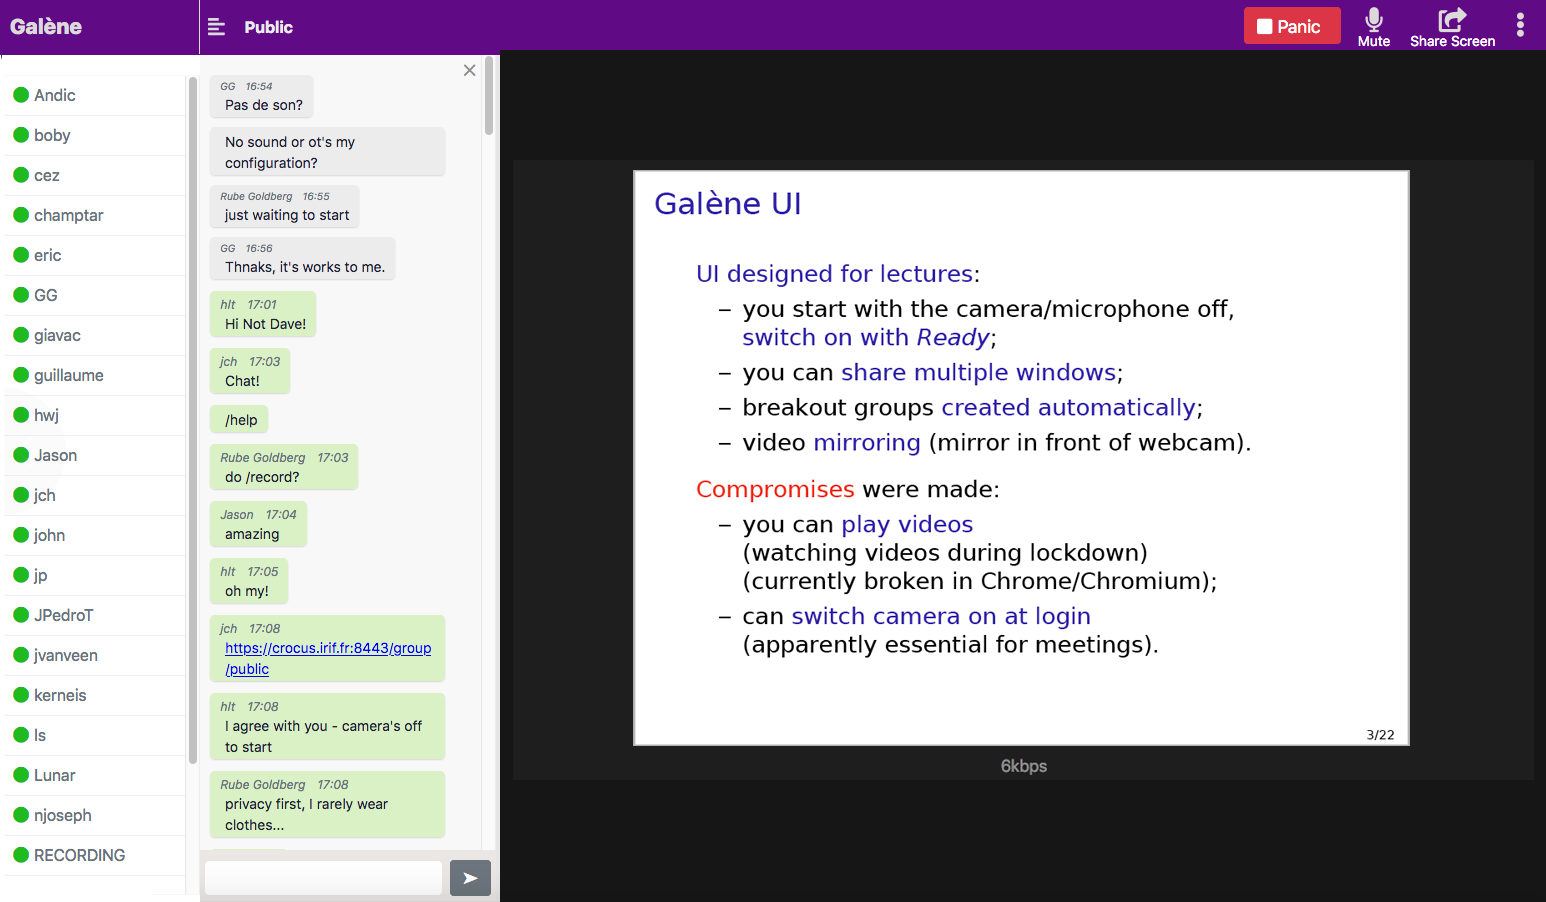 Galène
Public
Panic
Mute
Share Screen
Andic
boby
cez
champtar
eric
GG
giavac
guillaume
hwj
Jason
jch
john
jp
JPedroT
jvanveen
kerneis
ls
Lunar
njoseph
RECORDING
GG 16:54
Pas de son?
No sound or ot's my
configuration?
Rube Goldberg 16:55
just waiting to start
GG 16:56
Thnaks, it's works to me.
hlt 17:01
Hi Not Dave!
jch 17:03
Chat!
/help
Rube Goldberg 17:03
do /record?
Jason 17:04
amazing
hlt 17:05
oh my!
jch 17:08
https://crocus.irif.fr:8443/group
/public
hlt 17:08
I agree with you - camera's off
to start
Rube Goldberg 17:08
privacy first, I rarely wear
clothes...
Galène UI
UI designed for lectures:
– you start with the camera/microphone off,
switch on with Ready;
– you can share multiple windows;
– breakout groups created automatically;
– video mirroring (mirror in front of webcam).
Compromises were made:
– you can play videos
(watching videos during lockdown)
(currently broken in Chrome/Chromium);
– can switch camera on at login
(apparently essential for meetings).
3/22
6kbps